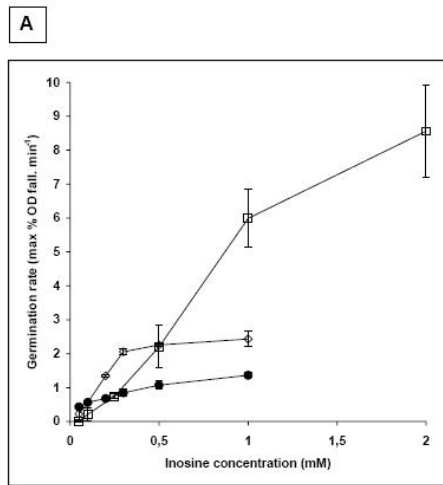 A
10
9
8
7
6
5
4
3
2
1
0
Germination rate (max % OD fall. min⁻¹)
0 0,5 1 1,5 2
Inosine concentration (mM)